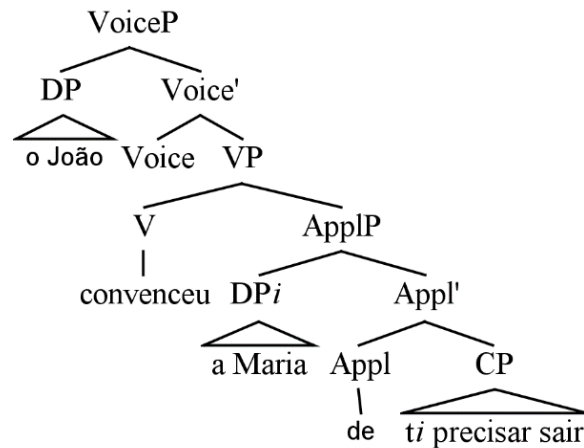 VoiceP
DP Voice'
o João Voice VP
V ApplP
convenceu DPi Appl'
a Maria Appl CP
de ti precisar sair